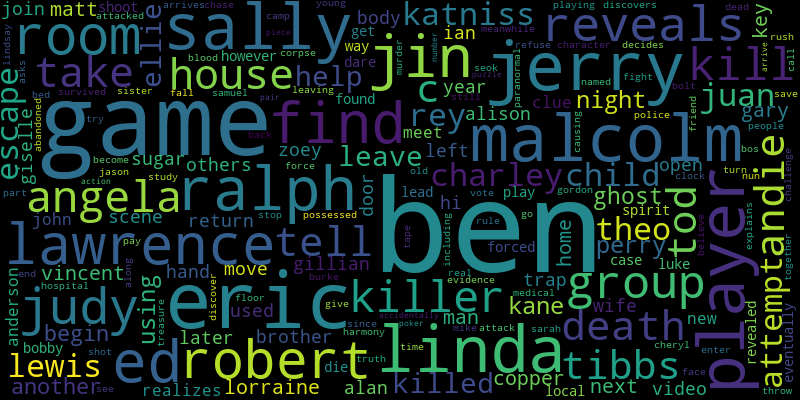 join matt shoot attacked arrives chase camp young
playing discovers dead
lindsay room sally ellie body katniss reveals key
survived however get ian meanwhile refuse character decides rush
asks blood corpse way dare murder number seok paranormal named call
bed samuel leaving found fight bolt arrive save
escape take house help jin jerry kill juan
sister fall c year clue night gary friend
abandoned try game find rey alison malcolm police people
giselle become jason sugar others zoey meet causing bos
part action study force back leave left charley child open turn nun
angela ralph door old lead vote gordon ghost attemptandie challenge
john scene possessed hi play go spirit tod clock
pay return stop tape rule theo player believe
end lawrence tell ben including forced home perry explains
vincent along hand move gillian real case luke together
anderson hospital using burke evidence trap
discover floor give medical group
judy eric used treasure accidentally killer man kane wife death
begin later since poker mike attack sarah new revealed
bobby shot brother harmony truth linda tibbs cheryl enter eventually
lewis ed robert die time copper next face
another see realizes lorraine alan killed local video throw
piece puzzle